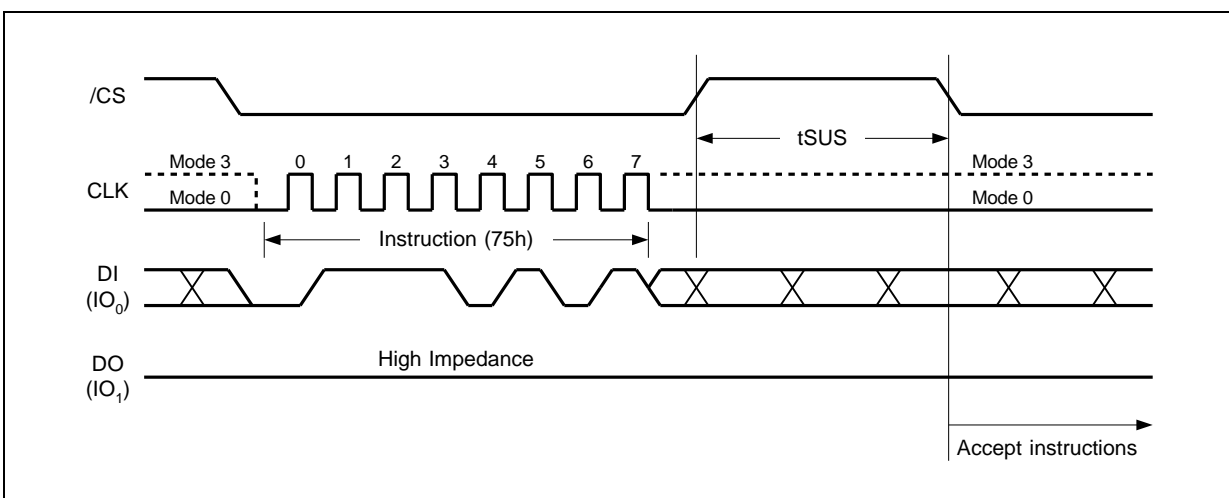 /CS
tSUS
Mode 3 0 1 2 3 4 5 6 7 Mode 3
CLK
Mode 0 Mode 0
Instruction (75h)
DI
(IO0)
High Impedance
DO
(IO1)
Accept instructions